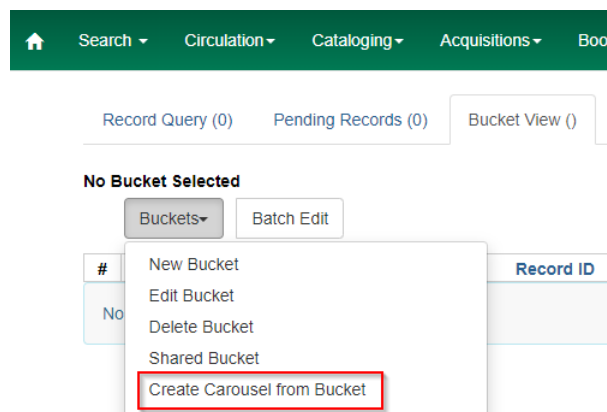 Search Circulation Cataloging Acquisitions Boo
Record Query (0) Pending Records (0) Bucket View ()
No Bucket Selected
Buckets Batch Edit
# Record ID
No
New Bucket
Edit Bucket
Delete Bucket
Shared Bucket
Create Carousel from Bucket